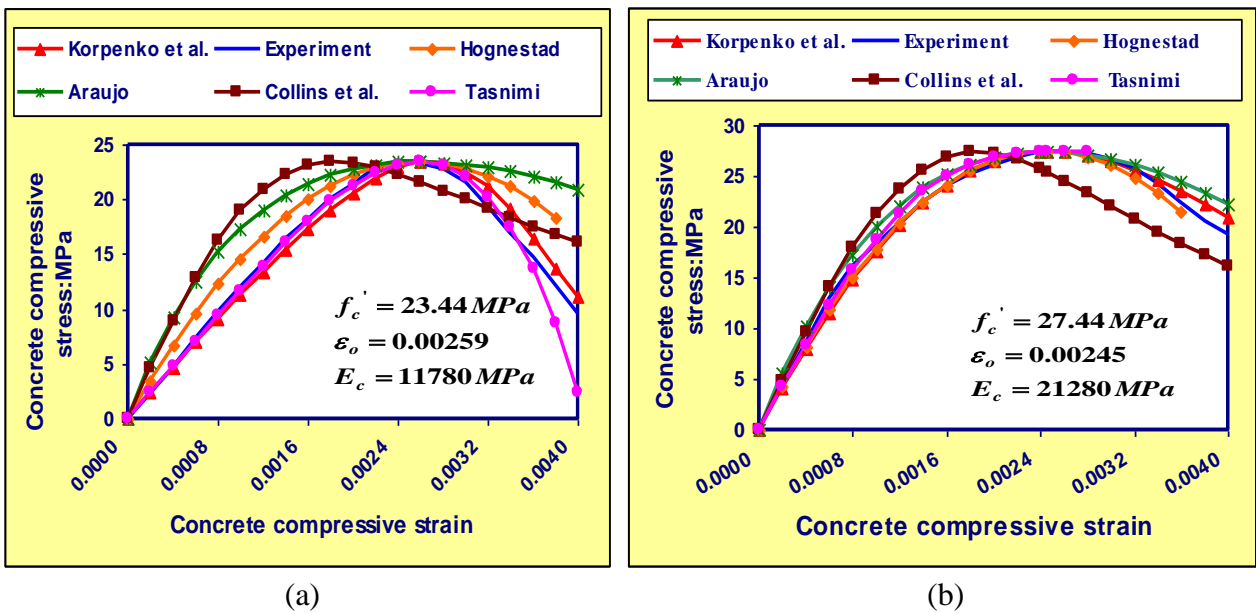 Korpenko et al. Experiment Hognestad
Araujo Collins et al. Tasnimi
25
20
15
10
5
0
Concrete compressive
stress:MPa
f_c' = 23.44 MPa
ε_o = 0.00259
E_c = 11780 MPa
0.0000 0.0008 0.0016 0.0024 0.0032 0.0040
Concrete compressive strain
(a)
Korpenko et al. Experiment Hognestad
Araujo Collins et al. Tasnimi
30
25
20
15
10
5
0
Concrete compressive
stress:MPa
f_c' = 27.44 MPa
ε_o = 0.00245
E_c = 21280 MPa
0.0000 0.0008 0.0016 0.0024 0.0032 0.0040
Concrete compressive strain
(b)